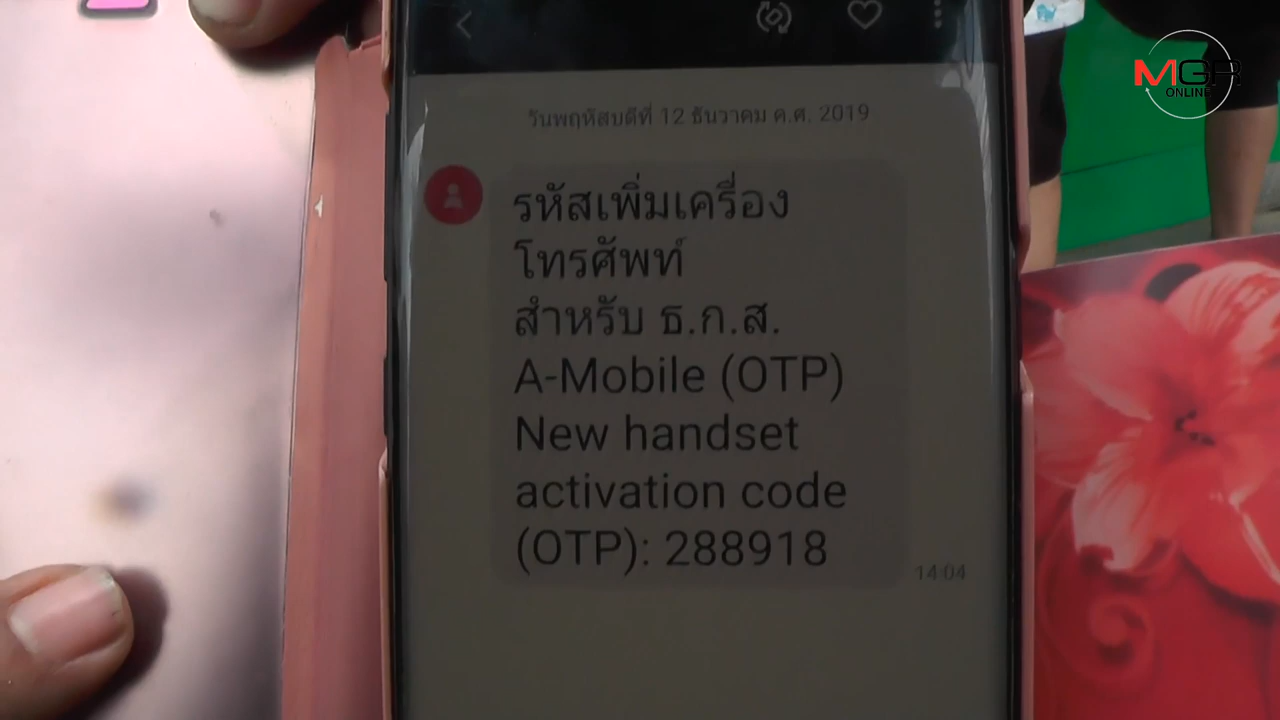 MGR
ONLINE
วันพฤหัสบดีที่ 12 ธันวาคม ค.ศ. 2019
รหัสเพิ่มเครื่อง
โทรศัพท์
สำหรับ ธ.ก.ส.
A-Mobile (OTP)
New handset
activation code
(OTP): 288918
14:04